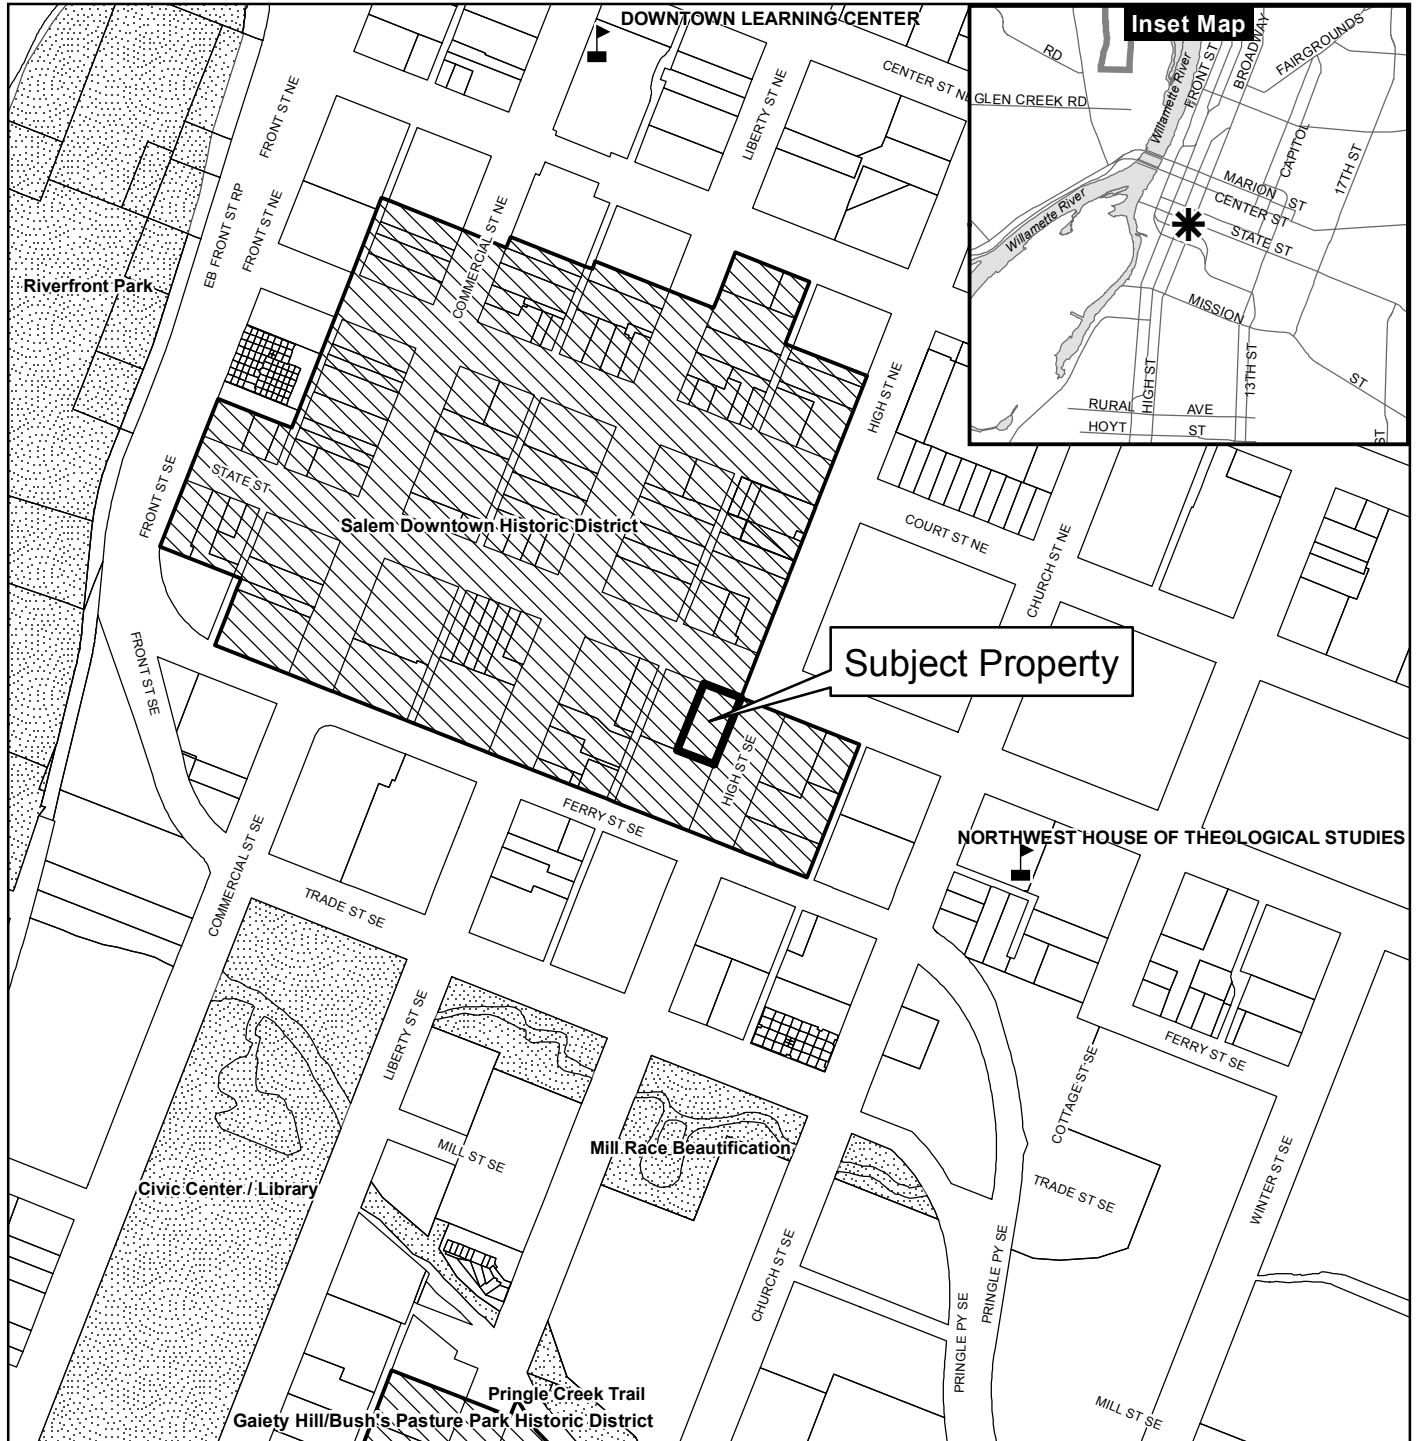 DOWNTOWN LEARNING CENTER
Inset Map
RD
GLEN CREEK RD
Willamette River
FRONT ST
BROADWAY
FAIRGROUNDS
CAPITOL
17TH ST
MARION ST
CENTER ST
STATE ST
Willamette River
MISSION
ST
HIGH ST
13TH ST
RURAL AVE
HOYT ST
ST
FRONT ST NE
LIBERTY ST NE
CENTER ST NE
EB FRONT ST RP
FRONT ST NE
COMMERCIAL ST NE
Riverfront Park
HIGH ST NE
FRONT ST SE
STATE ST
Salem Downtown Historic District
COURT ST NE
CHURCH ST NE
FRONT ST SE
Subject Property
HIGH ST SE
FERRY ST SE
COMMERCIAL ST SE
NORTHWEST HOUSE OF THEOLOGICAL STUDIES
TRADE ST SE
LIBERTY ST SE
FERRY ST SE
COTTAGE ST SE
MILL ST SE
Mill Race Beautification
Civic Center / Library
TRADE ST SE
WINTER ST SE
CHURCH ST SE
PRINGLE PY SE
PRINGLE PY SE
Pringle Creek Trail
Gaiety Hill/Bush's Pasture Park Historic District
MILL ST SE